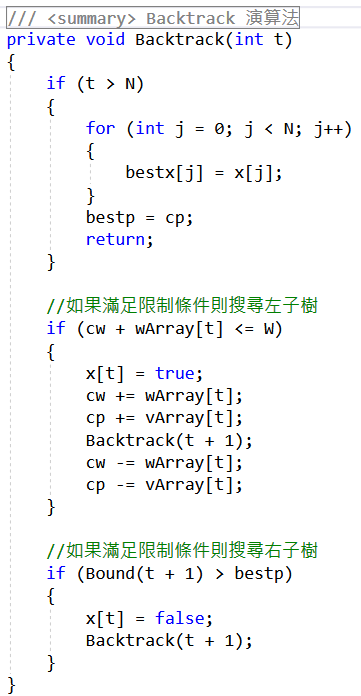 /// <summary> Backtrack 演算法
private void Backtrack(int t)
{
    if (t > N)
    {
        for (int j = 0; j < N; j++)
        {
            bestx[j] = x[j];
        }
        bestp = cp;
        return;
    }

    //如果滿足限制條件則搜尋左子樹
    if (cw + wArray[t] <= W)
    {
        x[t] = true;
        cw += wArray[t];
        cp += vArray[t];
        Backtrack(t + 1);
        cw -= wArray[t];
        cp -= vArray[t];
    }

    //如果滿足限制條件則搜尋右子樹
    if (Bound(t + 1) > bestp)
    {
        x[t] = false;
        Backtrack(t + 1);
    }
}